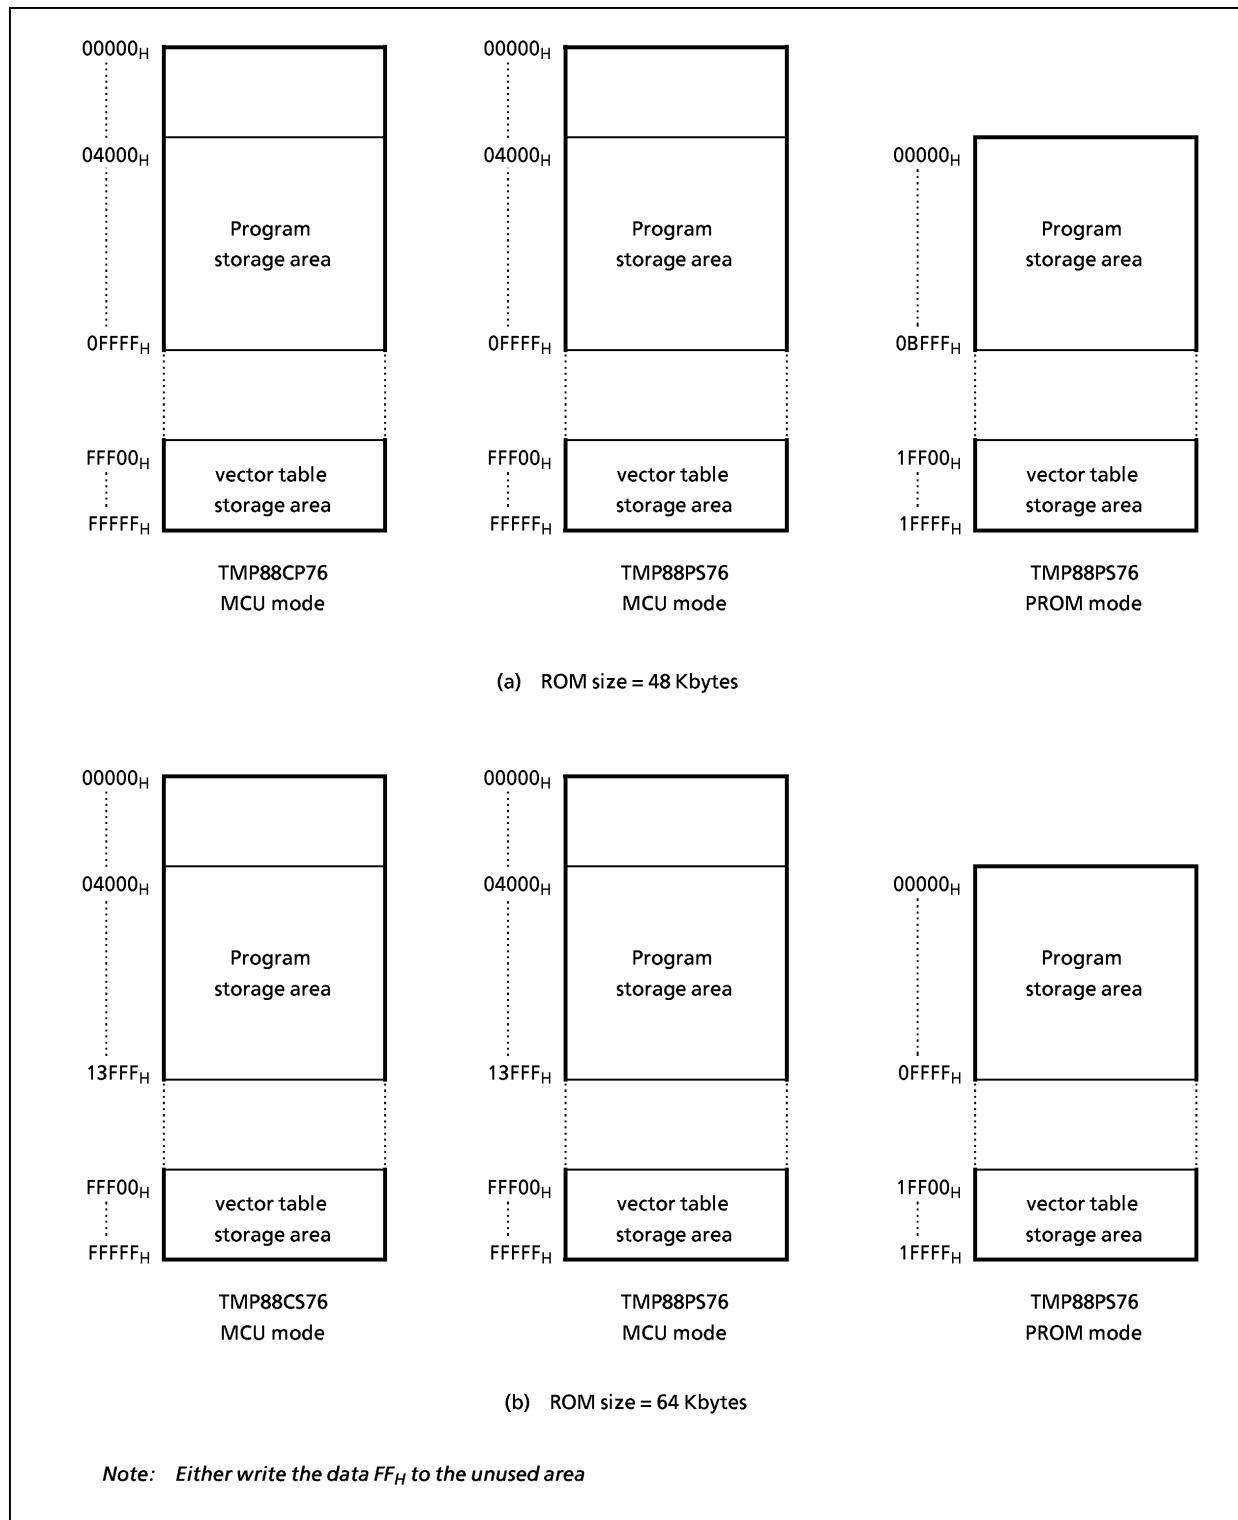 00000H 00000H
04000H 04000H 00000H
Program Program Program
storage area storage area storage area
0FFFFH 0FFFFH 0BFFFH
FFF00H FFF00H 1FF00H
vector table vector table vector table
storage area storage area storage area
FFFFFH FFFFFH 1FFFFH
TMP88CP76 TMP88PS76 TMP88PS76
MCU mode MCU mode PROM mode
(a) ROM size = 48 Kbytes
00000H 00000H
04000H 04000H 00000H
Program Program Program
storage area storage area storage area
13FFFH 13FFFH 0FFFFH
FFF00H FFF00H 1FF00H
vector table vector table vector table
storage area storage area storage area
FFFFFH FFFFFH 1FFFFH
TMP88CS76 TMP88PS76 TMP88PS76
MCU mode MCU mode PROM mode
(b) ROM size = 64 Kbytes
Note: Either write the data FFH to the unused area